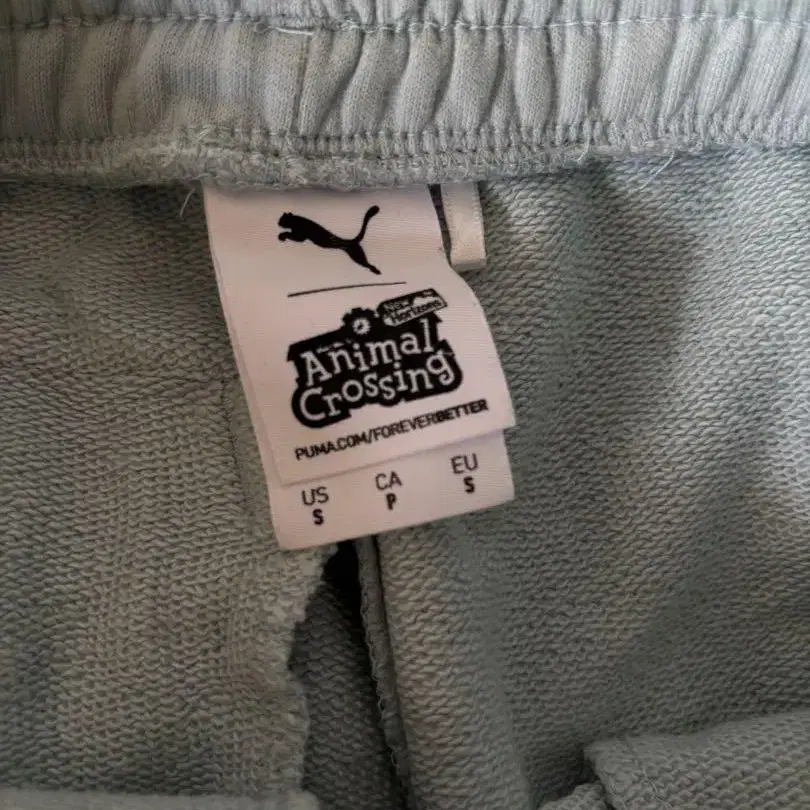 New
Horizons
Animal
Crossing
PUMA.COM/FOREVERBETTER
US CA EU
S P S